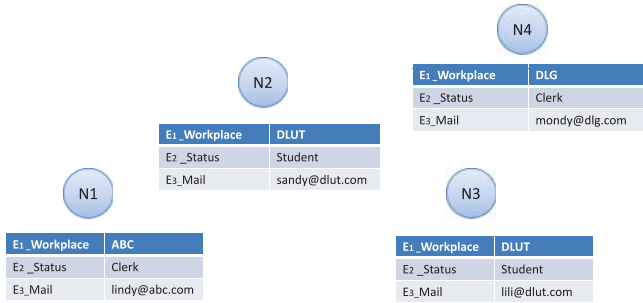 N4
E1_Workplace DLG
E2_Status Clerk
E3_Mail mondy@dlg.com
N2
E1_Workplace DLUT
E2_Status Student
E3_Mail sandy@dlut.com
N1
E1_Workplace ABC
E2_Status Clerk
E3_Mail lindy@abc.com
N3
E1_Workplace DLUT
E2_Status Student
E3_Mail lili@dlut.com